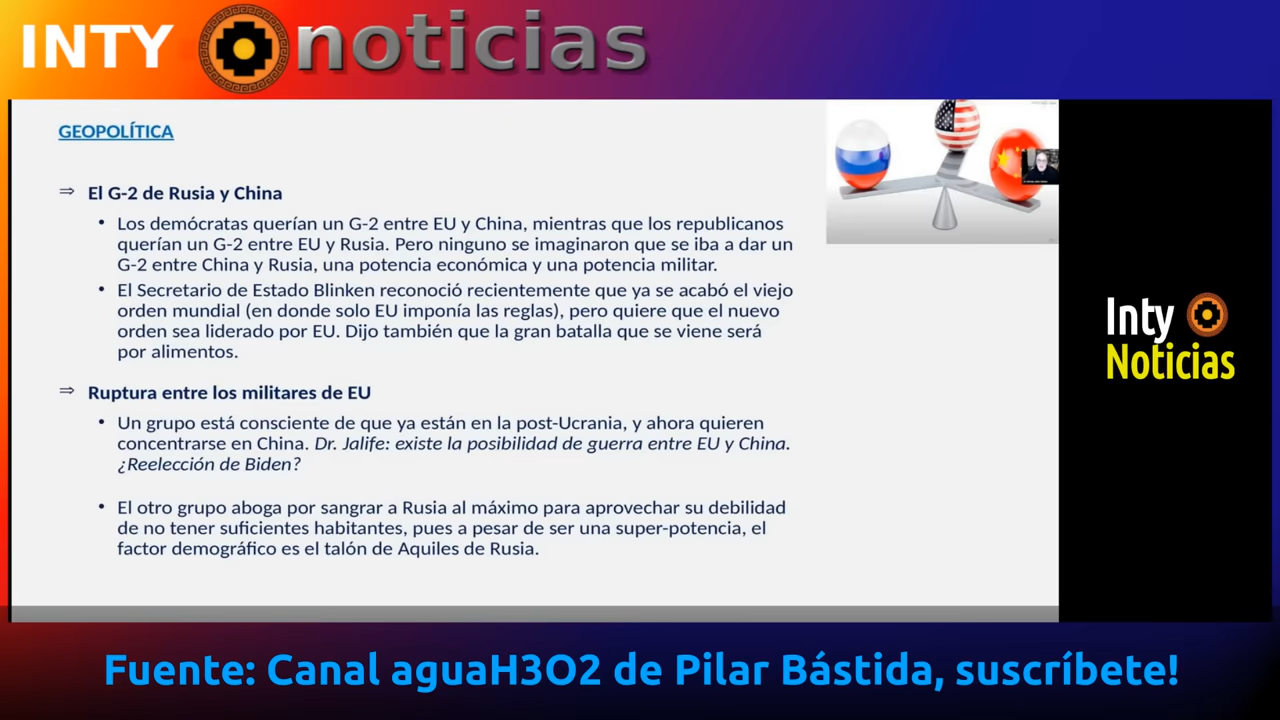 INTY noticias
GEOPOLÍTICA
⇒ El G-2 de Rusia y China
• Los demócratas querían un G-2 entre EU y China, mientras que los republicanos
querían un G-2 entre EU y Rusia. Pero ninguno se imaginaron que se iba a dar un
G-2 entre China y Rusia, una potencia económica y una potencia militar.
• El Secretario de Estado Blinken reconoció recientemente que ya se acabó el viejo
orden mundial (en donde solo EU imponía las reglas), pero quiere que el nuevo
orden sea liderado por EU. Dijo también que la gran batalla que se viene será
por alimentos.
⇒ Ruptura entre los militares de EU
• Un grupo está consciente de que ya están en la post-Ucrania, y ahora quieren
concentrarse en China. Dr. Jalife: existe la posibilidad de guerra entre EU y China.
¿Reelección de Biden?
• El otro grupo aboga por sangrar a Rusia al máximo para aprovechar su debilidad
de no tener suficientes habitantes, pues a pesar de ser una super-potencia, el
factor demográfico es el talón de Aquiles de Rusia.
Inty
Noticias
Fuente: Canal aguaH3O2 de Pilar Bástida, suscríbete!